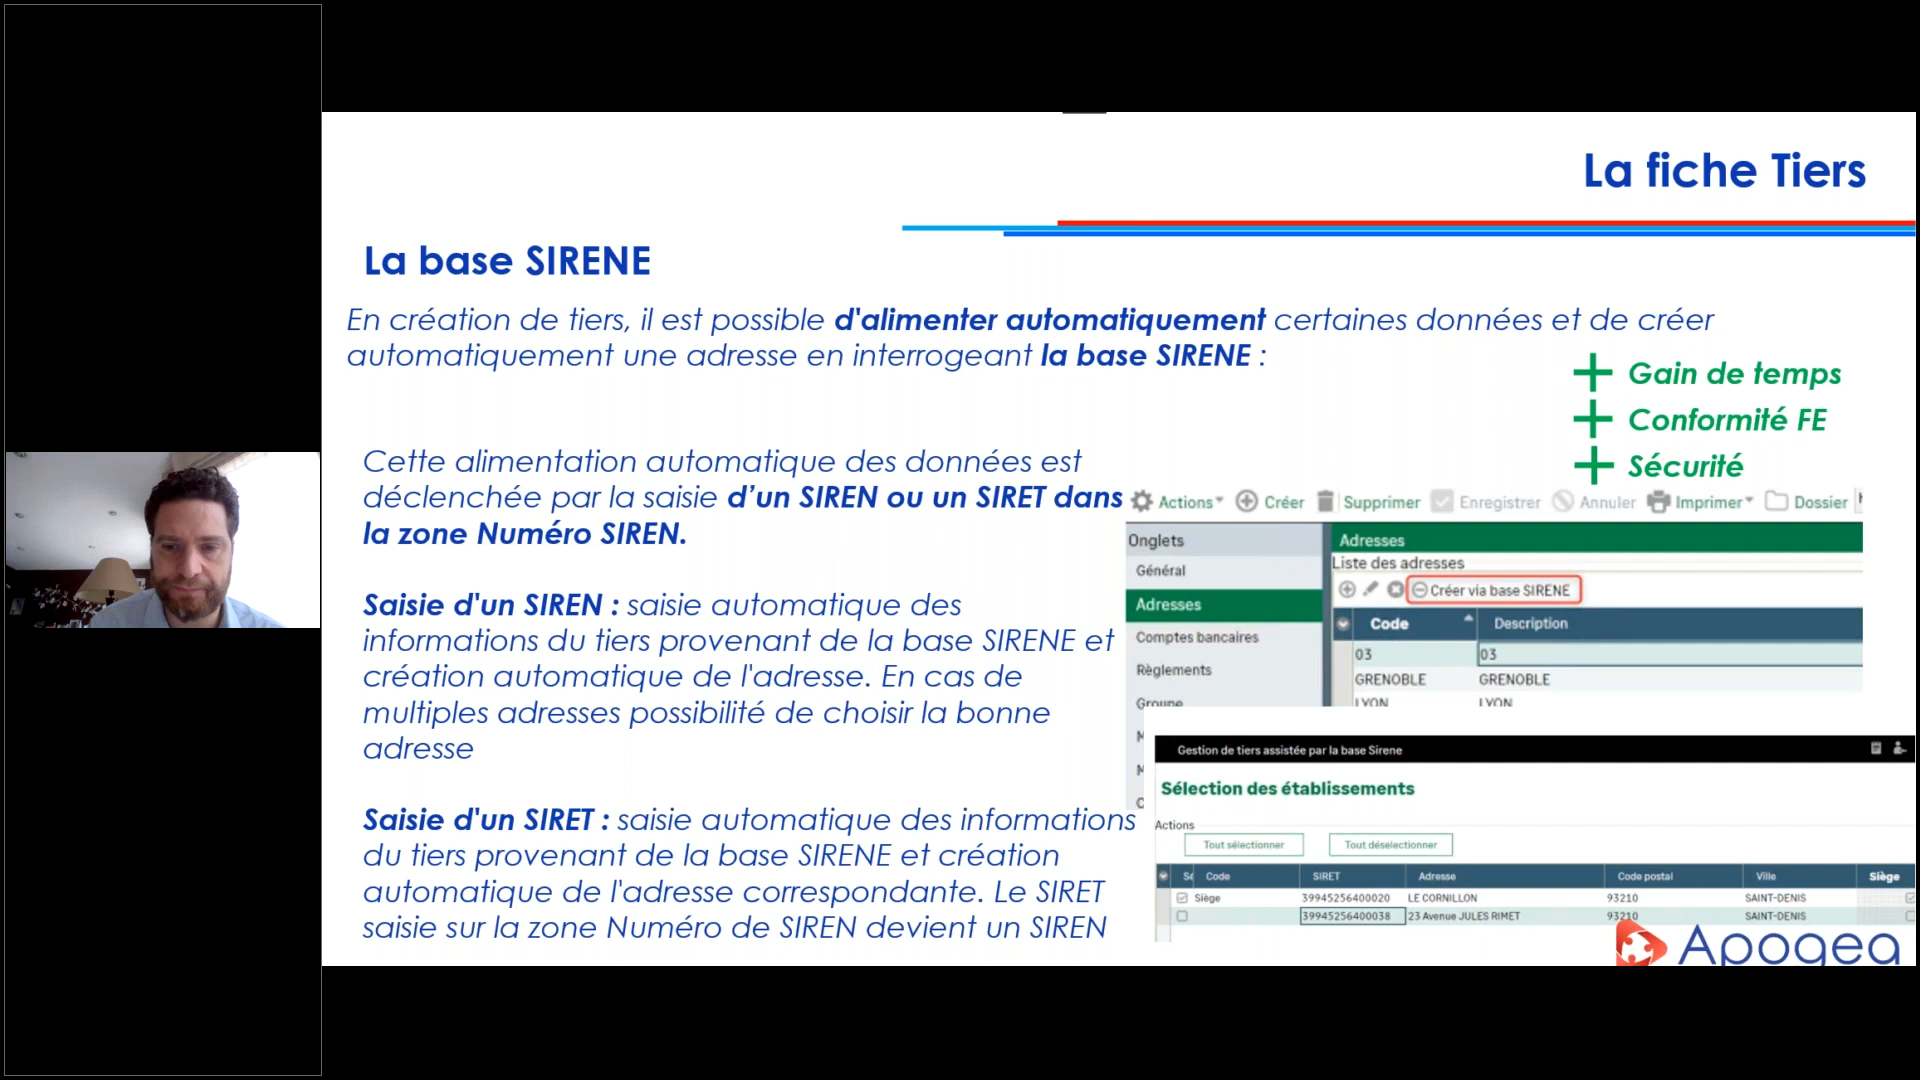 La fiche Tiers
La base SIRENE
En création de tiers, il est possible d'alimenter automatiquement certaines données et de créer
automatiquement une adresse en interrogeant la base SIRENE :
Gain de temps
Conformité FE
Sécurité
Cette alimentation automatique des données est
déclenchée par la saisie d’un SIREN ou un SIRET dans
la zone Numéro SIREN.
Saisie d'un SIREN : saisie automatique des
informations du tiers provenant de la base SIRENE et
création automatique de l'adresse. En cas de
multiples adresses possibilité de choisir la bonne
adresse
Saisie d'un SIRET : saisie automatique des informations
du tiers provenant de la base SIRENE et création
automatique de l'adresse correspondante. Le SIRET
saisie sur la zone Numéro de SIREN devient un SIREN
Actions Créer Supprimer Enregistrer Annuler Imprimer Dossier
Onglets
Général
Adresses
Comptes bancaires
Règlements
Groupe
Adresses
Liste des adresses
Créer via base SIRENE
Code Description
03 03
GRENOBLE GRENOBLE
LYON LYON
Gestion de tiers assistée par la base Sirene
Sélection des établissements
Actions
Tout sélectionner Tout désélectionner
Sé Code SIRET Adresse Code postal Ville Siège
Siège 39945256400020 LE CORNILLON 93210 SAINT-DENIS
39945256400038 23 Avenue JULES RIMET 93210 SAINT-DENIS
Apogea